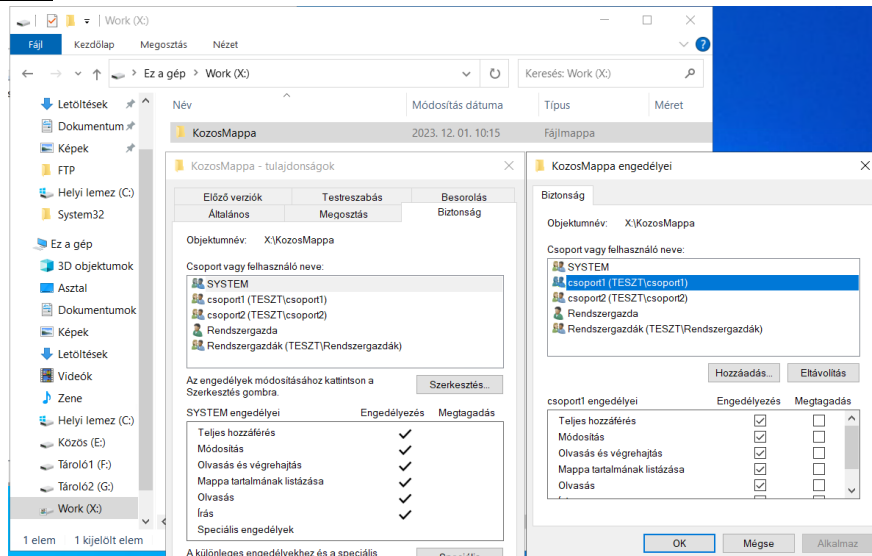 Work (X:)
Fájl
Kezdőlap
Megosztás
Nézet
Ez a gép
Work (X:)
Keresés: Work (X:)
Letöltések
Dokumentum
Képek
FTP
Helyi lemez (C:)
System32
Ez a gép
3D objektumok
Asztal
Dokumentumok
Képek
Letöltések
Videók
Zene
Helyi lemez (C:)
Közös (E:)
Tároló1 (F:)
Tároló2 (G:)
Work (X:)
1 elem
1 kijelölt elem
Név
Módosítás dátuma
Típus
Méret
KozosMappa
2023. 12. 01. 10:15
Fájlmappa
KozosMappa - tulajdonságok
Előző verziók
Testreszabás
Besorolás
Általános
Megosztás
Biztonság
Objektumnév: X:\KozosMappa
Csoport vagy felhasználó neve:
SYSTEM
csoport1 (TESZT\csoport1)
csoport2 (TESZT\csoport2)
Rendszergazda
Rendszergazdák (TESZT\Rendszergazdák)
Az engedélyek módosításához kattintson a
Szerkesztés gombra.
Szerkesztés...
SYSTEM engedélyei
Engedélyezés
Megtagadás
Teljes hozzáférés
Módosítás
Olvasás és végrehajtás
Mappa tartalmának listázása
Olvasás
Írás
Speciális engedélyek
A különleges engedélyekhez és a speciális
KozosMappa engedélyei
Biztonság
Objektumnév: X:\KozosMappa
Csoport vagy felhasználó neve:
SYSTEM
csoport1 (TESZT\csoport1)
csoport2 (TESZT\csoport2)
Rendszergazda
Rendszergazdák (TESZT\Rendszergazdák)
Hozzáadás...
Eltávolítás
csoport1 engedélyei
Engedélyezés
Megtagadás
Teljes hozzáférés
Módosítás
Olvasás és végrehajtás
Mappa tartalmának listázása
Olvasás
OK
Mégse
Alkalmaz